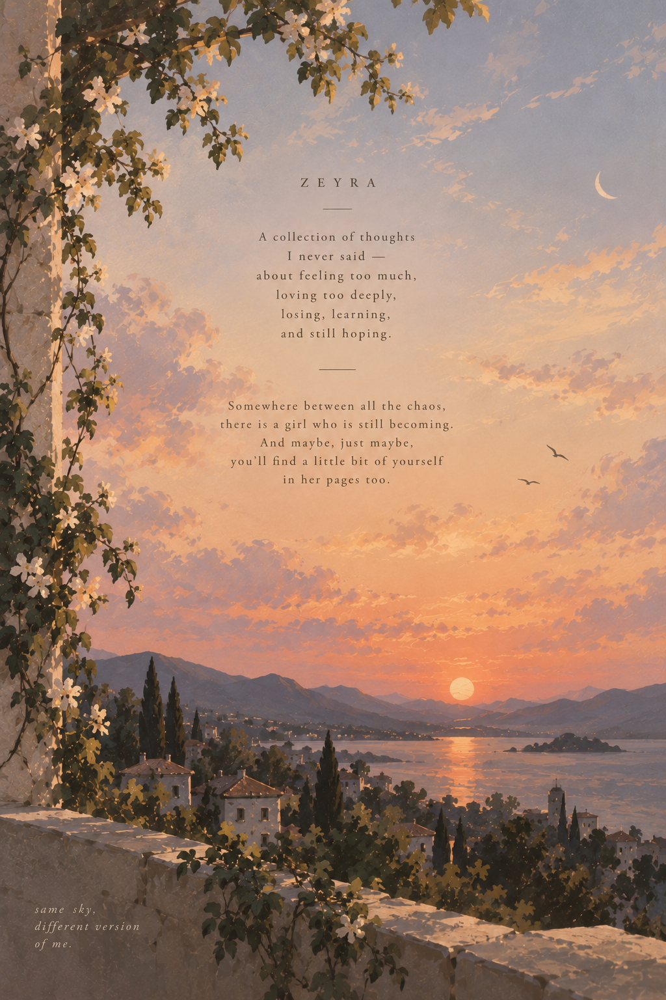 ZEYRA
A collection of thoughts
I never said —
about feeling too much,
loving too deeply,
losing, learning,
and still hoping.
Somewhere between all the chaos,
there is a girl who is still becoming.
And maybe, just maybe,
you’ll find a little bit of yourself
in her pages too.
same sky,
different version
of me.